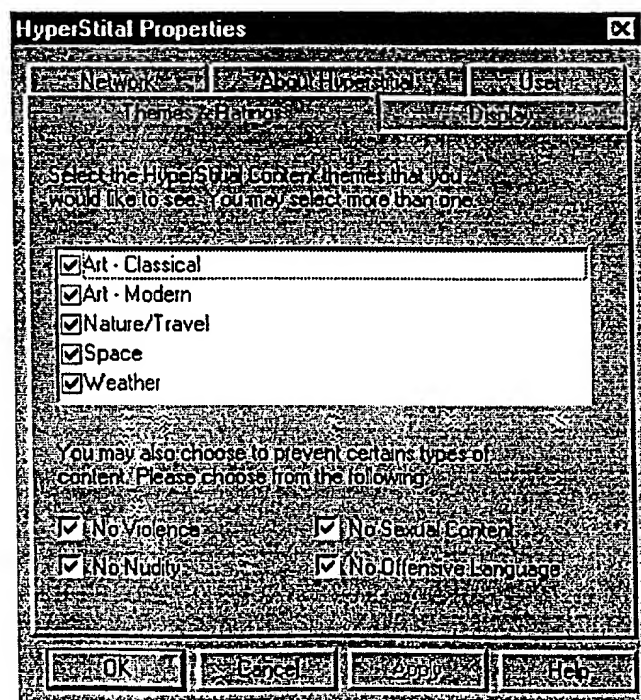 HyperStital Properties
Network About Hyperstitial User
Themes & Ratings Display
Select the HyperStitial Content themes that you
would like to see. You may select more than one.
Art - Classical
Art - Modern
Nature/Travel
Space
Weather
You may also choose to prevent certains types of
content. Please choose from the following:
No Violence No Sexual Content
No Nudity No Offensive Language
OK Cancel Apply Help